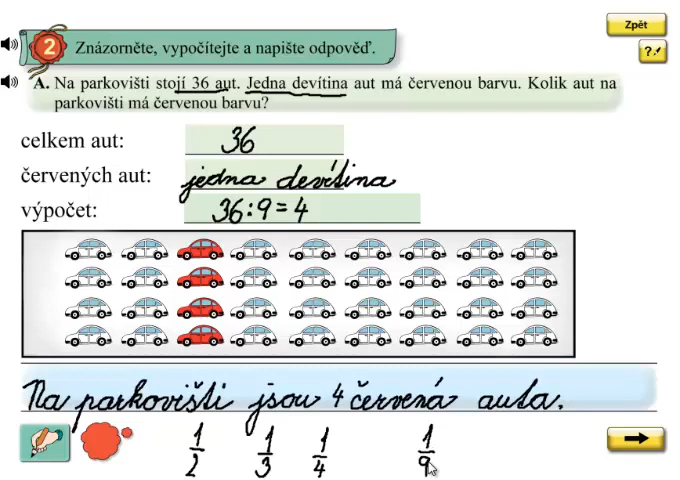 Zpět
2 Znázorněte, vypočítejte a napište odpověď.
?
A. Na parkovišti stojí 36 aut. Jedna devítina aut má červenou barvu. Kolik aut na
parkovišti má červenou barvu?
celkem aut: 36
červených aut: jedna devítina
výpočet: 36:9=4
Na parkovišti jsou 4 červená auta.
1/2 1/3 1/4 1/9